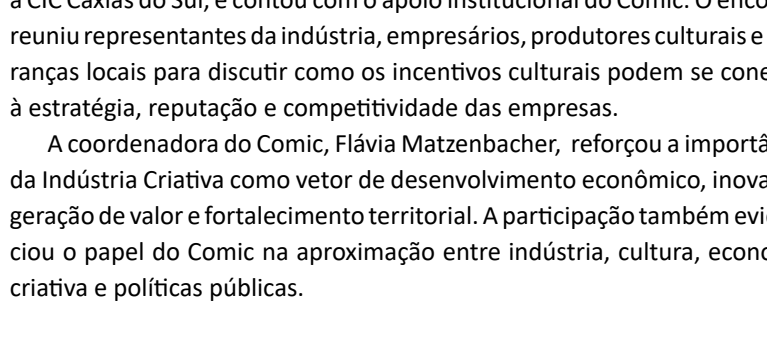 a CIC Caxias do Sul, e contou com o apoio institucional do Comic. O enco
reuniu representantes da indústria, empresários, produtores culturais e
ranças locais para discutir como os incentivos culturais podem se cone
à estratégia, reputação e competitividade das empresas.
A coordenadora do Comic, Flávia Matzenbacher, reforçou a importâ
da Indústria Criativa como vetor de desenvolvimento econômico, inova
geração de valor e fortalecimento territorial. A participação também evi
ciou o papel do Comic na aproximação entre indústria, cultura, econo
criativa e políticas públicas.